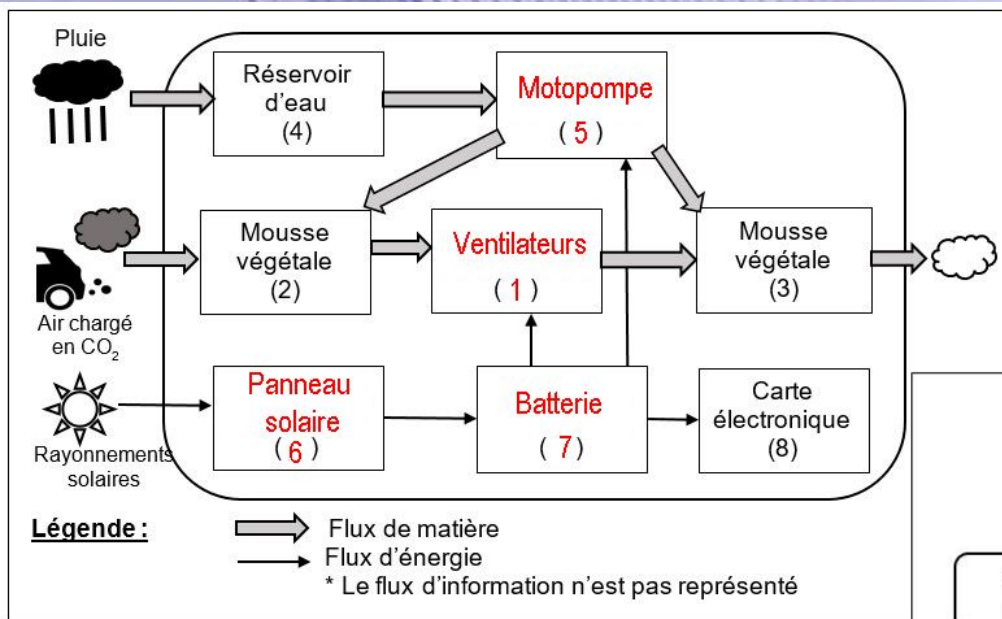 Pluie
Réservoir
d'eau
(4)
Motopompe
( 5 )
Mousse
végétale
(2)
Ventilateurs
( 1 )
Mousse
végétale
(3)
Air chargé
en CO₂
Panneau
solaire
( 6 )
Batterie
( 7 )
Carte
électronique
(8)
Rayonnements
solaires
Légende :
Flux de matière
Flux d'énergie
* Le flux d'information n'est pas représenté